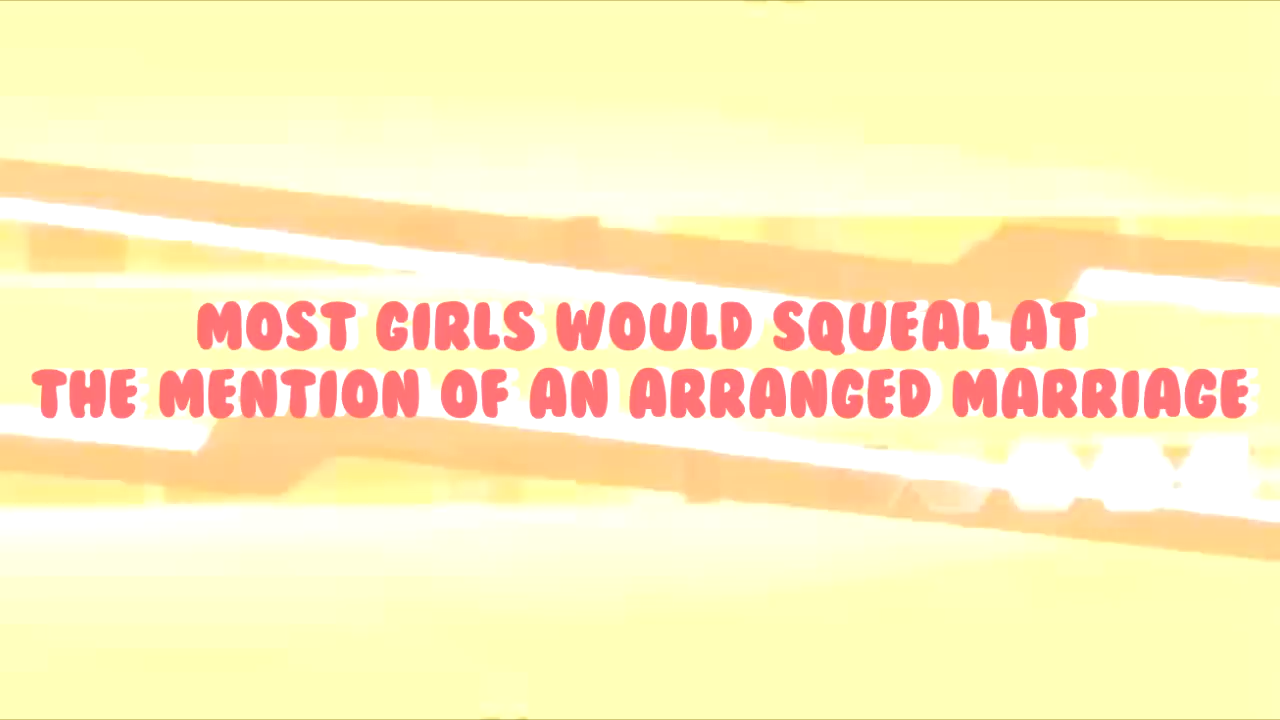 MOST GIRLS WOULD SQUEAL AT
THE MENTION OF AN ARRANGED MARRIAGE